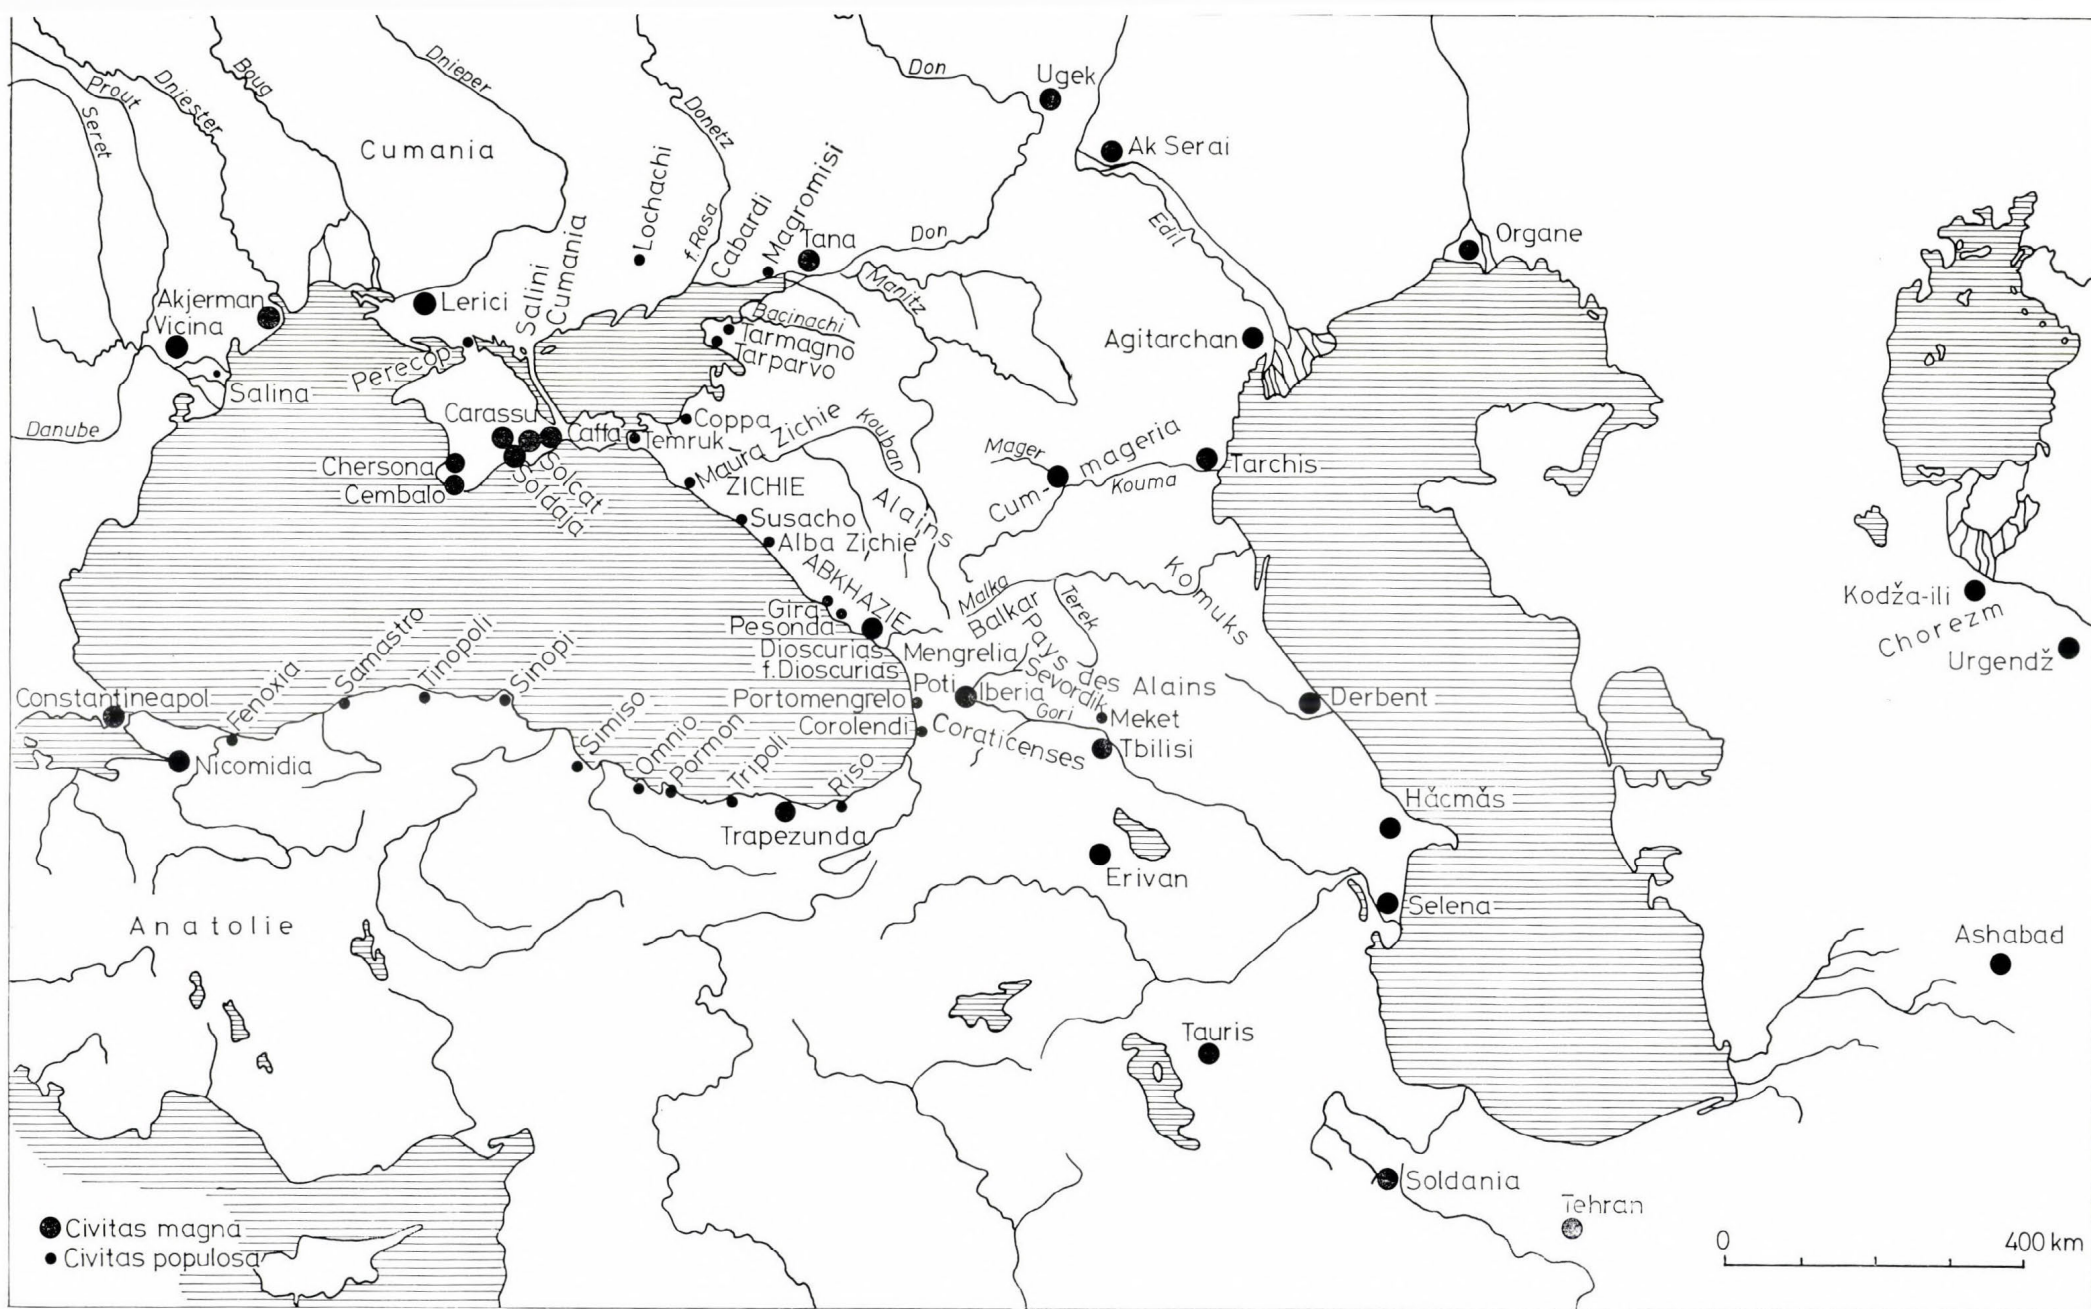 Seret
Prout
Dniester
Boug
Dnieper
Cumania
Donetz
f. Rosa
Don
Ugek
Ak Serai
Edil
Lochachi
Cabardi
Magromisi
Tana
Don
Manitz
Organe
Akjerman
Vicina
Salina
Danube
Lerici
Perecop
Salini
Cumania
Bacinachi
Tarmagno
Tarparvo
Agitarchan
Carassu
Caffa
Solcat
Soldaja
Chersona
Cembalo
Temruk
Coppa
Maura Zichie
Kouban
ZICHIE
Alains
Susacho
Alba Zichie
ABKHAZIE
Mager
Cum-mageria
Kouma
Tarchis
Malka
Balkar
Terek
Komuks
Kodža-ili
Chorezm
Urgendž
Gira
Pesonda
Dioscurias
f. Dioscurias
Mengrelia
Pays des Alains
Sevordik
Poti
Iberia
Gori
Portomengrelo
Corolendi
Coraticenses
Meket
Tbilisi
Derbent
Constantineapol
Nicomidia
Fenoxia
Samastro
Tinopoli
Sinopi
Simiso
Omnio
Pormon
Tripoli
Riso
Trapezunda
Erivan
Hăcmăs
Selena
Anatolie
Ashabad
Tauris
Soldania
Tehran
Civitas magna
Civitas populosa
0 400 km